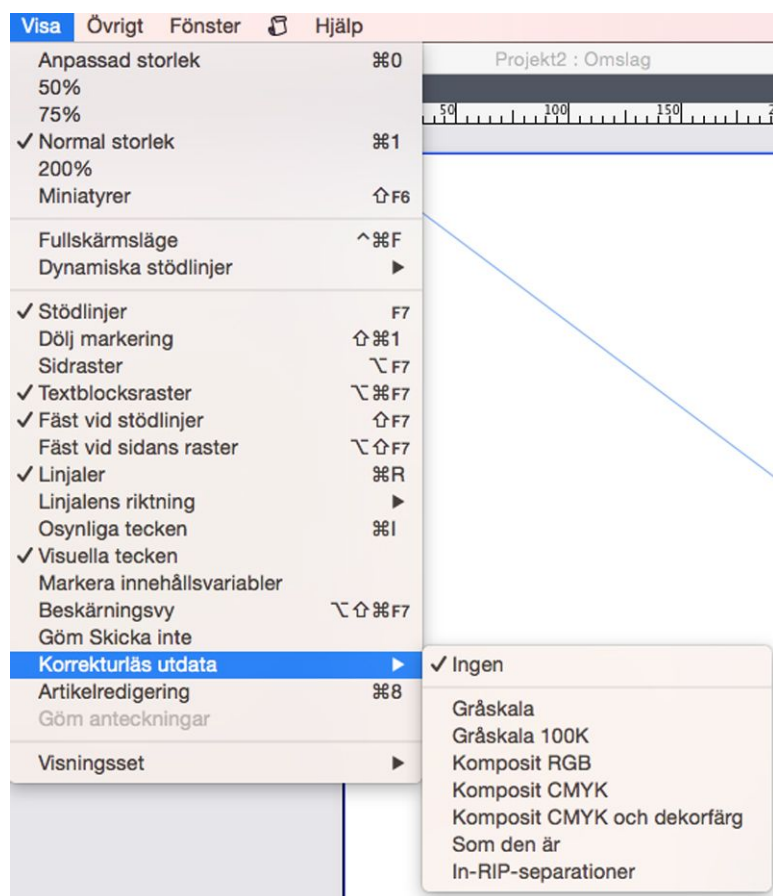 Visa Övrigt Fönster Hjälp
Projekt2 : Omslag
50 100 150
Anpassad storlek ⌘0
50%
75%
✓ Normal storlek ⌘1
200%
Miniatyrer ⇧F6
Fullskärmsläge ^⌘F
Dynamiska stödlinjer ▶
✓ Stödlinjer F7
Dölj markering ⇧⌘1
Sidraster ⌥F7
✓ Textblocksraster ⌥⌘F7
✓ Fäst vid stödlinjer ⇧F7
Fäst vid sidans raster ⌥⇧F7
✓ Linjaler ⌘R
Linjalens riktning ▶
Osynliga tecken ⌘I
✓ Visuella tecken
Markera innehållsvariabler
Beskärningsvy ⌥⇧⌘F7
Göm Skicka inte
Korrekturläs utdata ▶
Artikelredigering ⌘8
Göm anteckningar
Visningsset ▶
✓ Ingen
Gråskala
Gråskala 100K
Komposit RGB
Komposit CMYK
Komposit CMYK och dekorfärg
Som den är
In-RIP-separationer